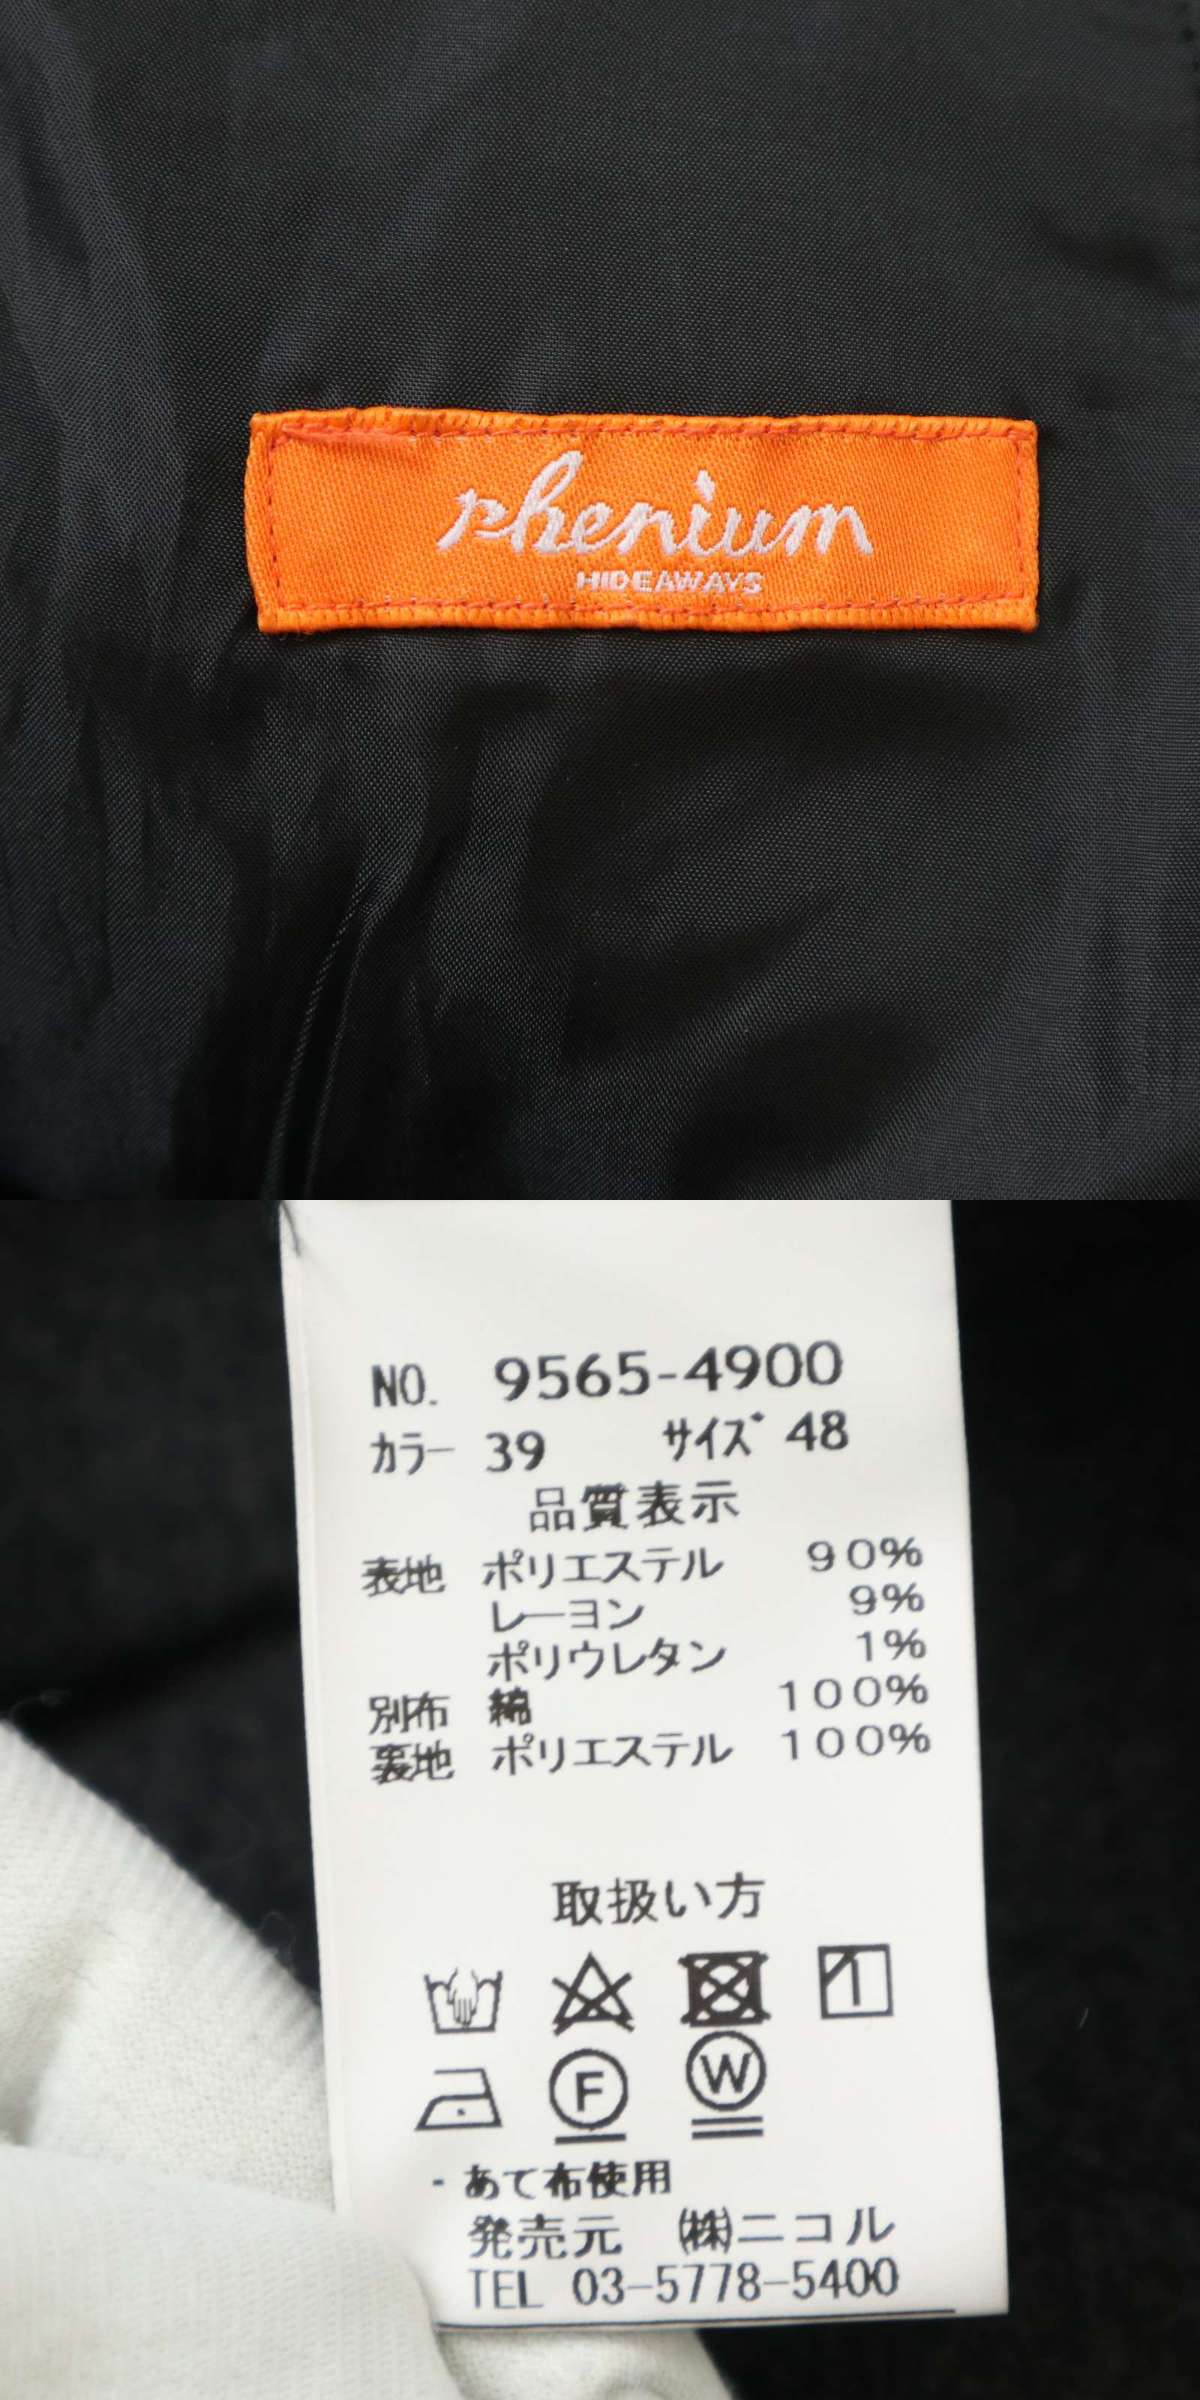 Phenium
HIDEAWAYS
NO. 9565-4900
カラー 39 サイズ 48
品質表示
表地 ポリエステル 90%
レーヨン 9%
ポリウレタン 1%
別布 綿 100%
裏地 ポリエステル 100%
取扱い方
F W
・あて布使用
発売元 ㈱ニコル
TEL 03-5778-5400